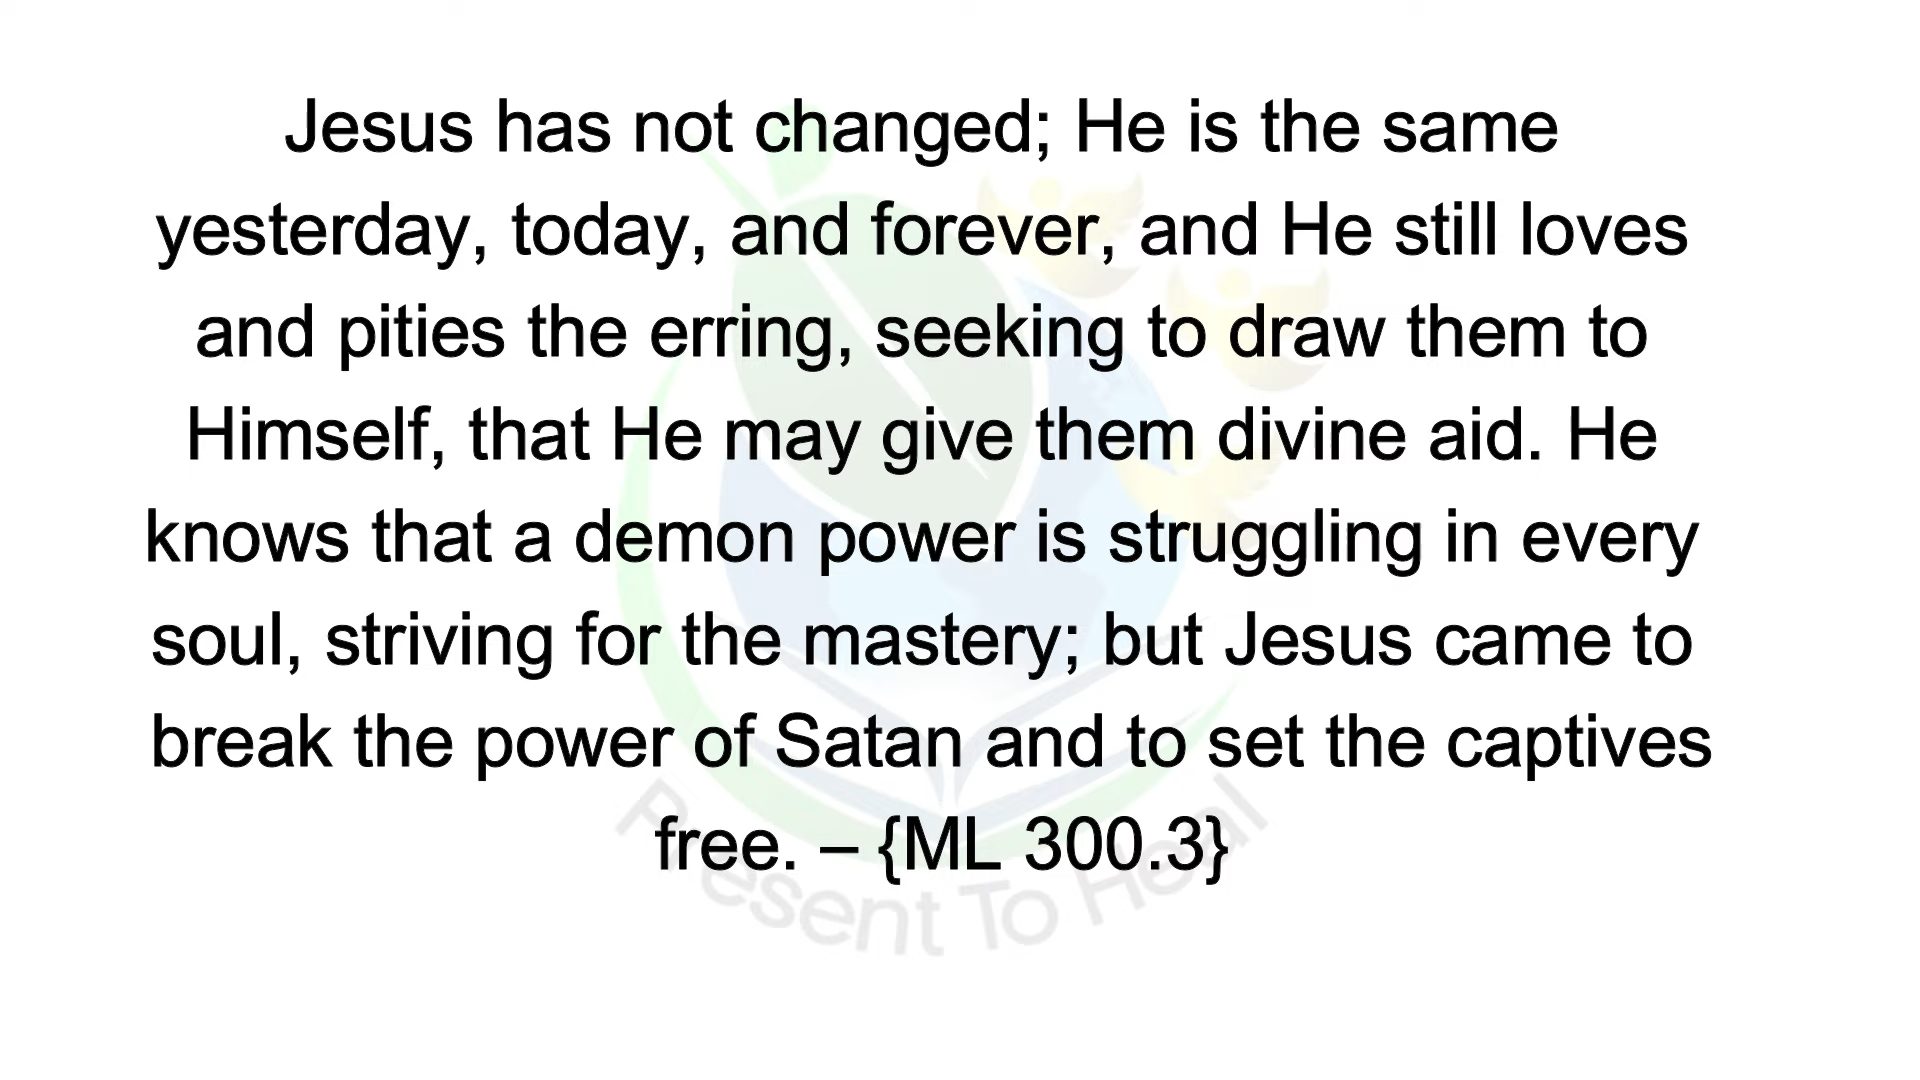 Jesus has not changed; He is the same
yesterday, today, and forever, and He still loves
and pities the erring, seeking to draw them to
Himself, that He may give them divine aid. He
knows that a demon power is struggling in every
soul, striving for the mastery; but Jesus came to
break the power of Satan and to set the captives
free. – {ML 300.3}
Present To Heal